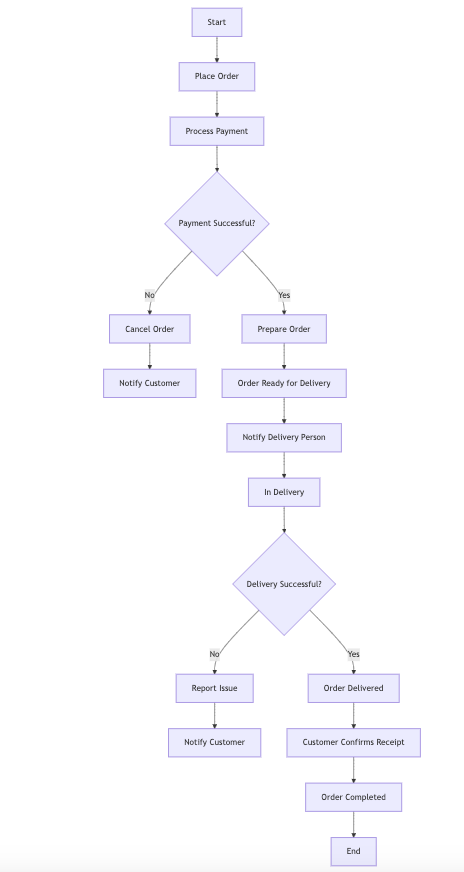 Start
Place Order
Process Payment
Payment Successful?
No
Yes
Cancel Order
Prepare Order
Notify Customer
Order Ready for Delivery
Notify Delivery Person
In Delivery
Delivery Successful?
No
Yes
Report Issue
Order Delivered
Notify Customer
Customer Confirms Receipt
Order Completed
End